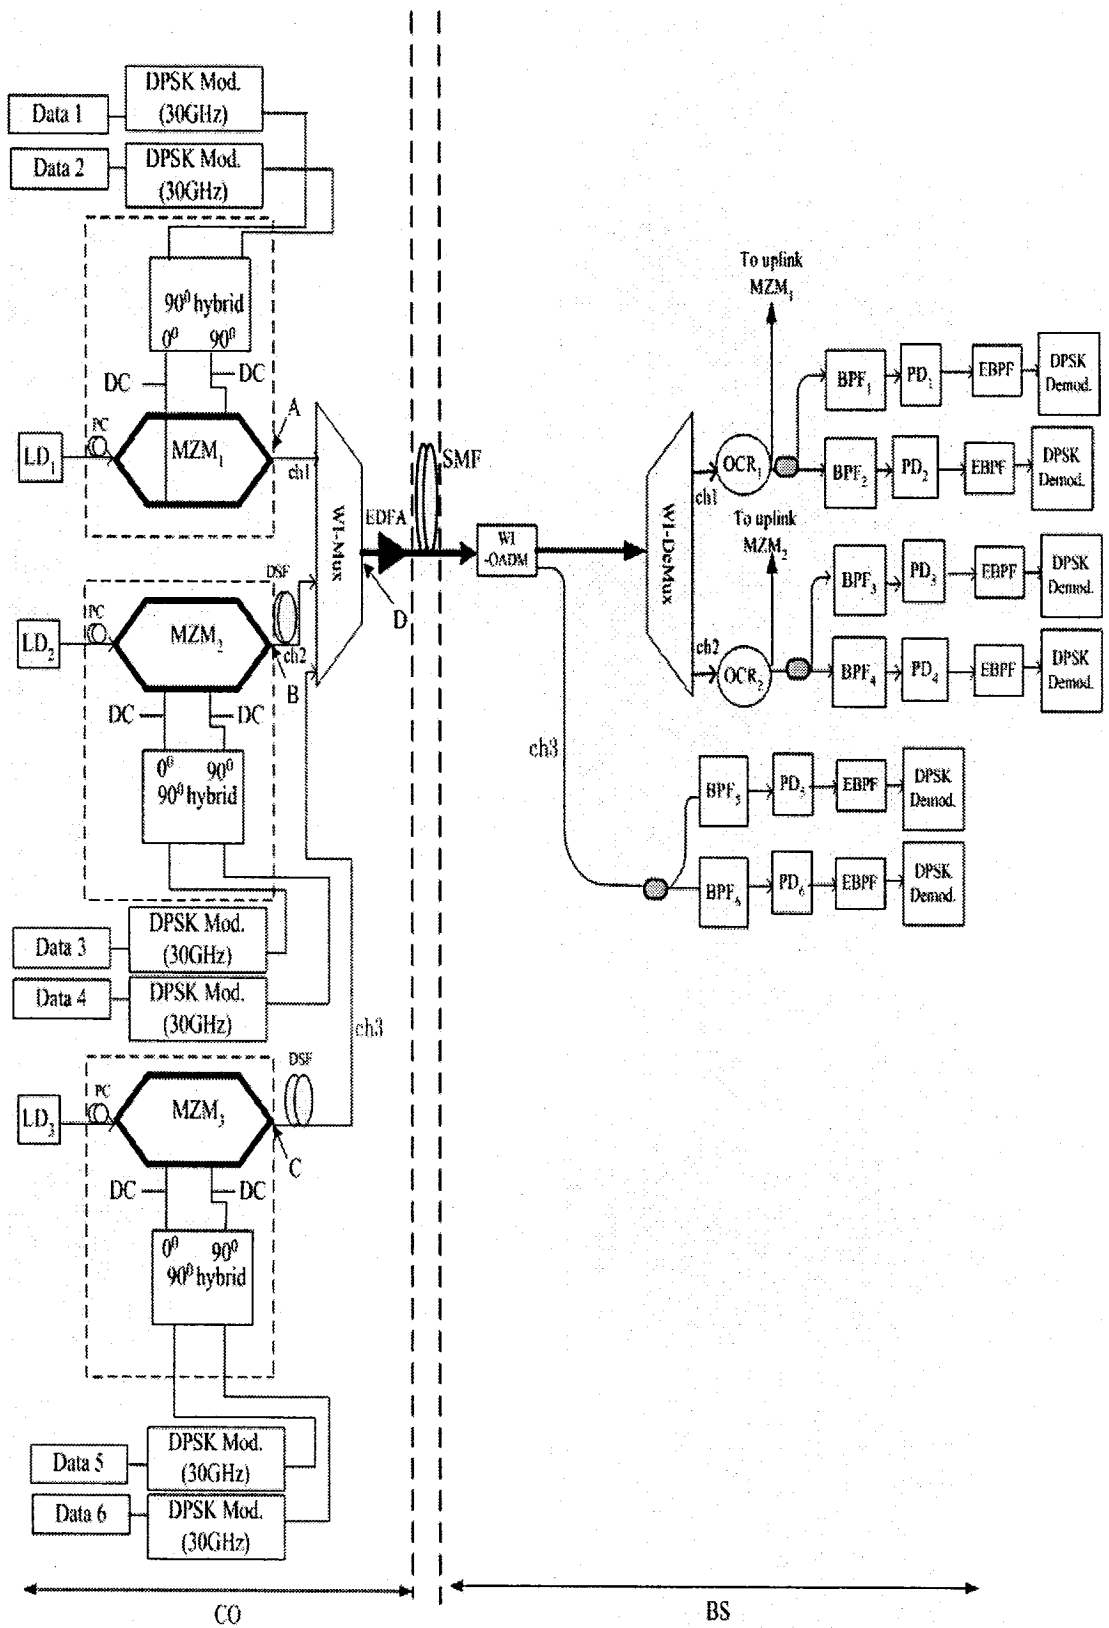 DPSK Mod.
(30GHz)
Data 1
DPSK Mod.
(30GHz)
Data 2
90⁰ hybrid
0⁰ 90⁰
DC DC
PC
LD₁
MZM₁
A
ch1
WI-Mux
EDFA
SMF
D
WI
-OADM
WI-DeMux
ch1
OCR₁
To uplink
MZM₁
BPF₁
PD₁
EBPF
DPSK
Demod.
BPF₂
PD₂
EBPF
DPSK
Demod.
To uplink
MZM₂
ch2
OCR₂
BPF₃
PD₃
EBPF
DPSK
Demod.
BPF₄
PD₄
EBPF
DPSK
Demod.
PC
LD₂
MZM₂
DSF
ch2
B
DC DC
0⁰ 90⁰
90⁰ hybrid
Data 3
DPSK Mod.
(30GHz)
Data 4
DPSK Mod.
(30GHz)
ch3
ch3
BPF₅
PD₅
EBPF
DPSK
Demod.
BPF₆
PD₆
EBPF
DPSK
Demod.
PC
LD₃
MZM₃
DSF
C
DC DC
0⁰ 90⁰
90⁰ hybrid
Data 5
DPSK Mod.
(30GHz)
Data 6
DPSK Mod.
(30GHz)
CO
BS